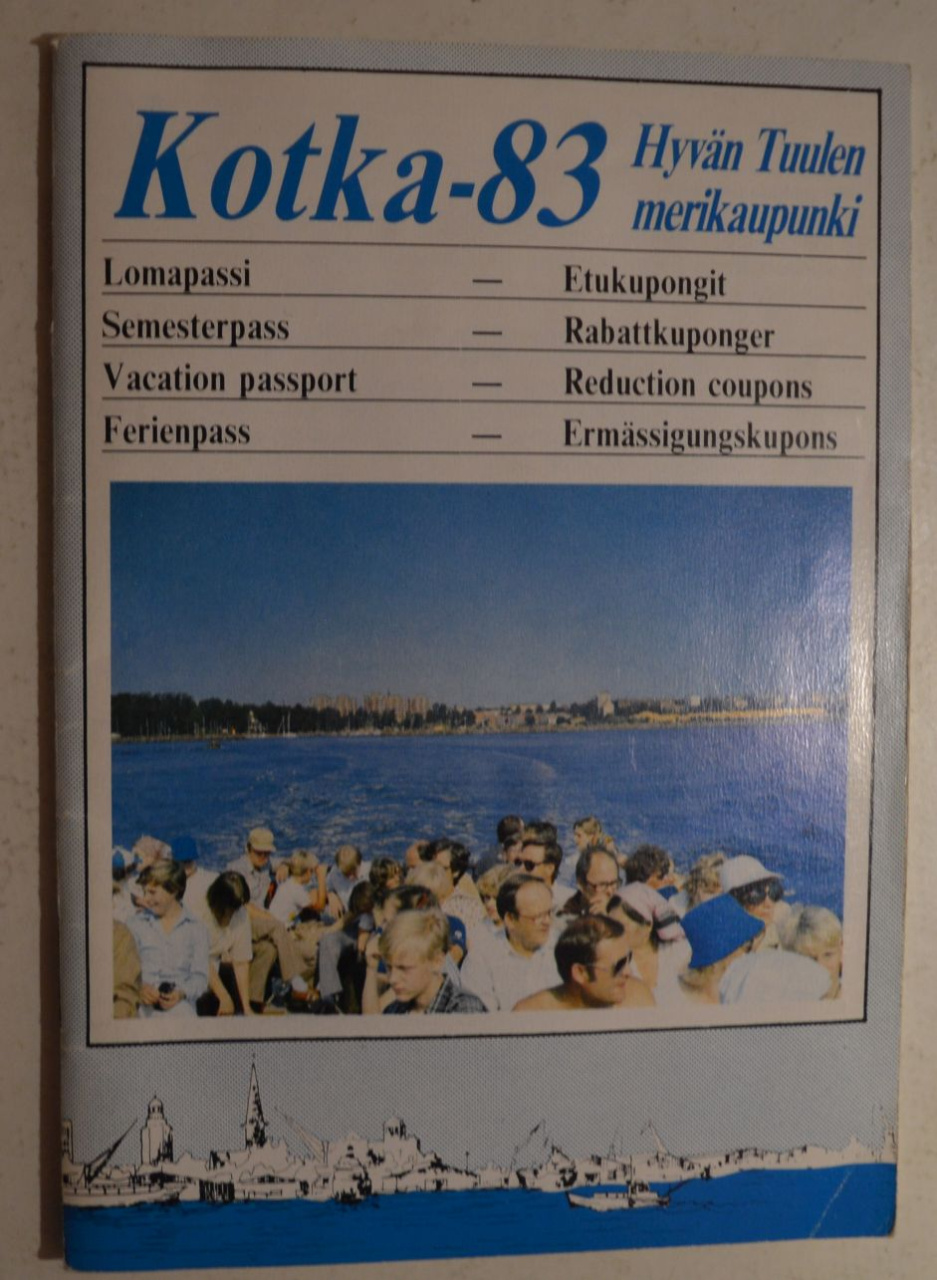 Kotka-83
Hyvän Tuulen
merikaupunki
Lomapassi — Etukupongit
Semesterpass — Rabattkuponger
Vacation passport — Reduction coupons
Ferienpass — Ermässigungskupons